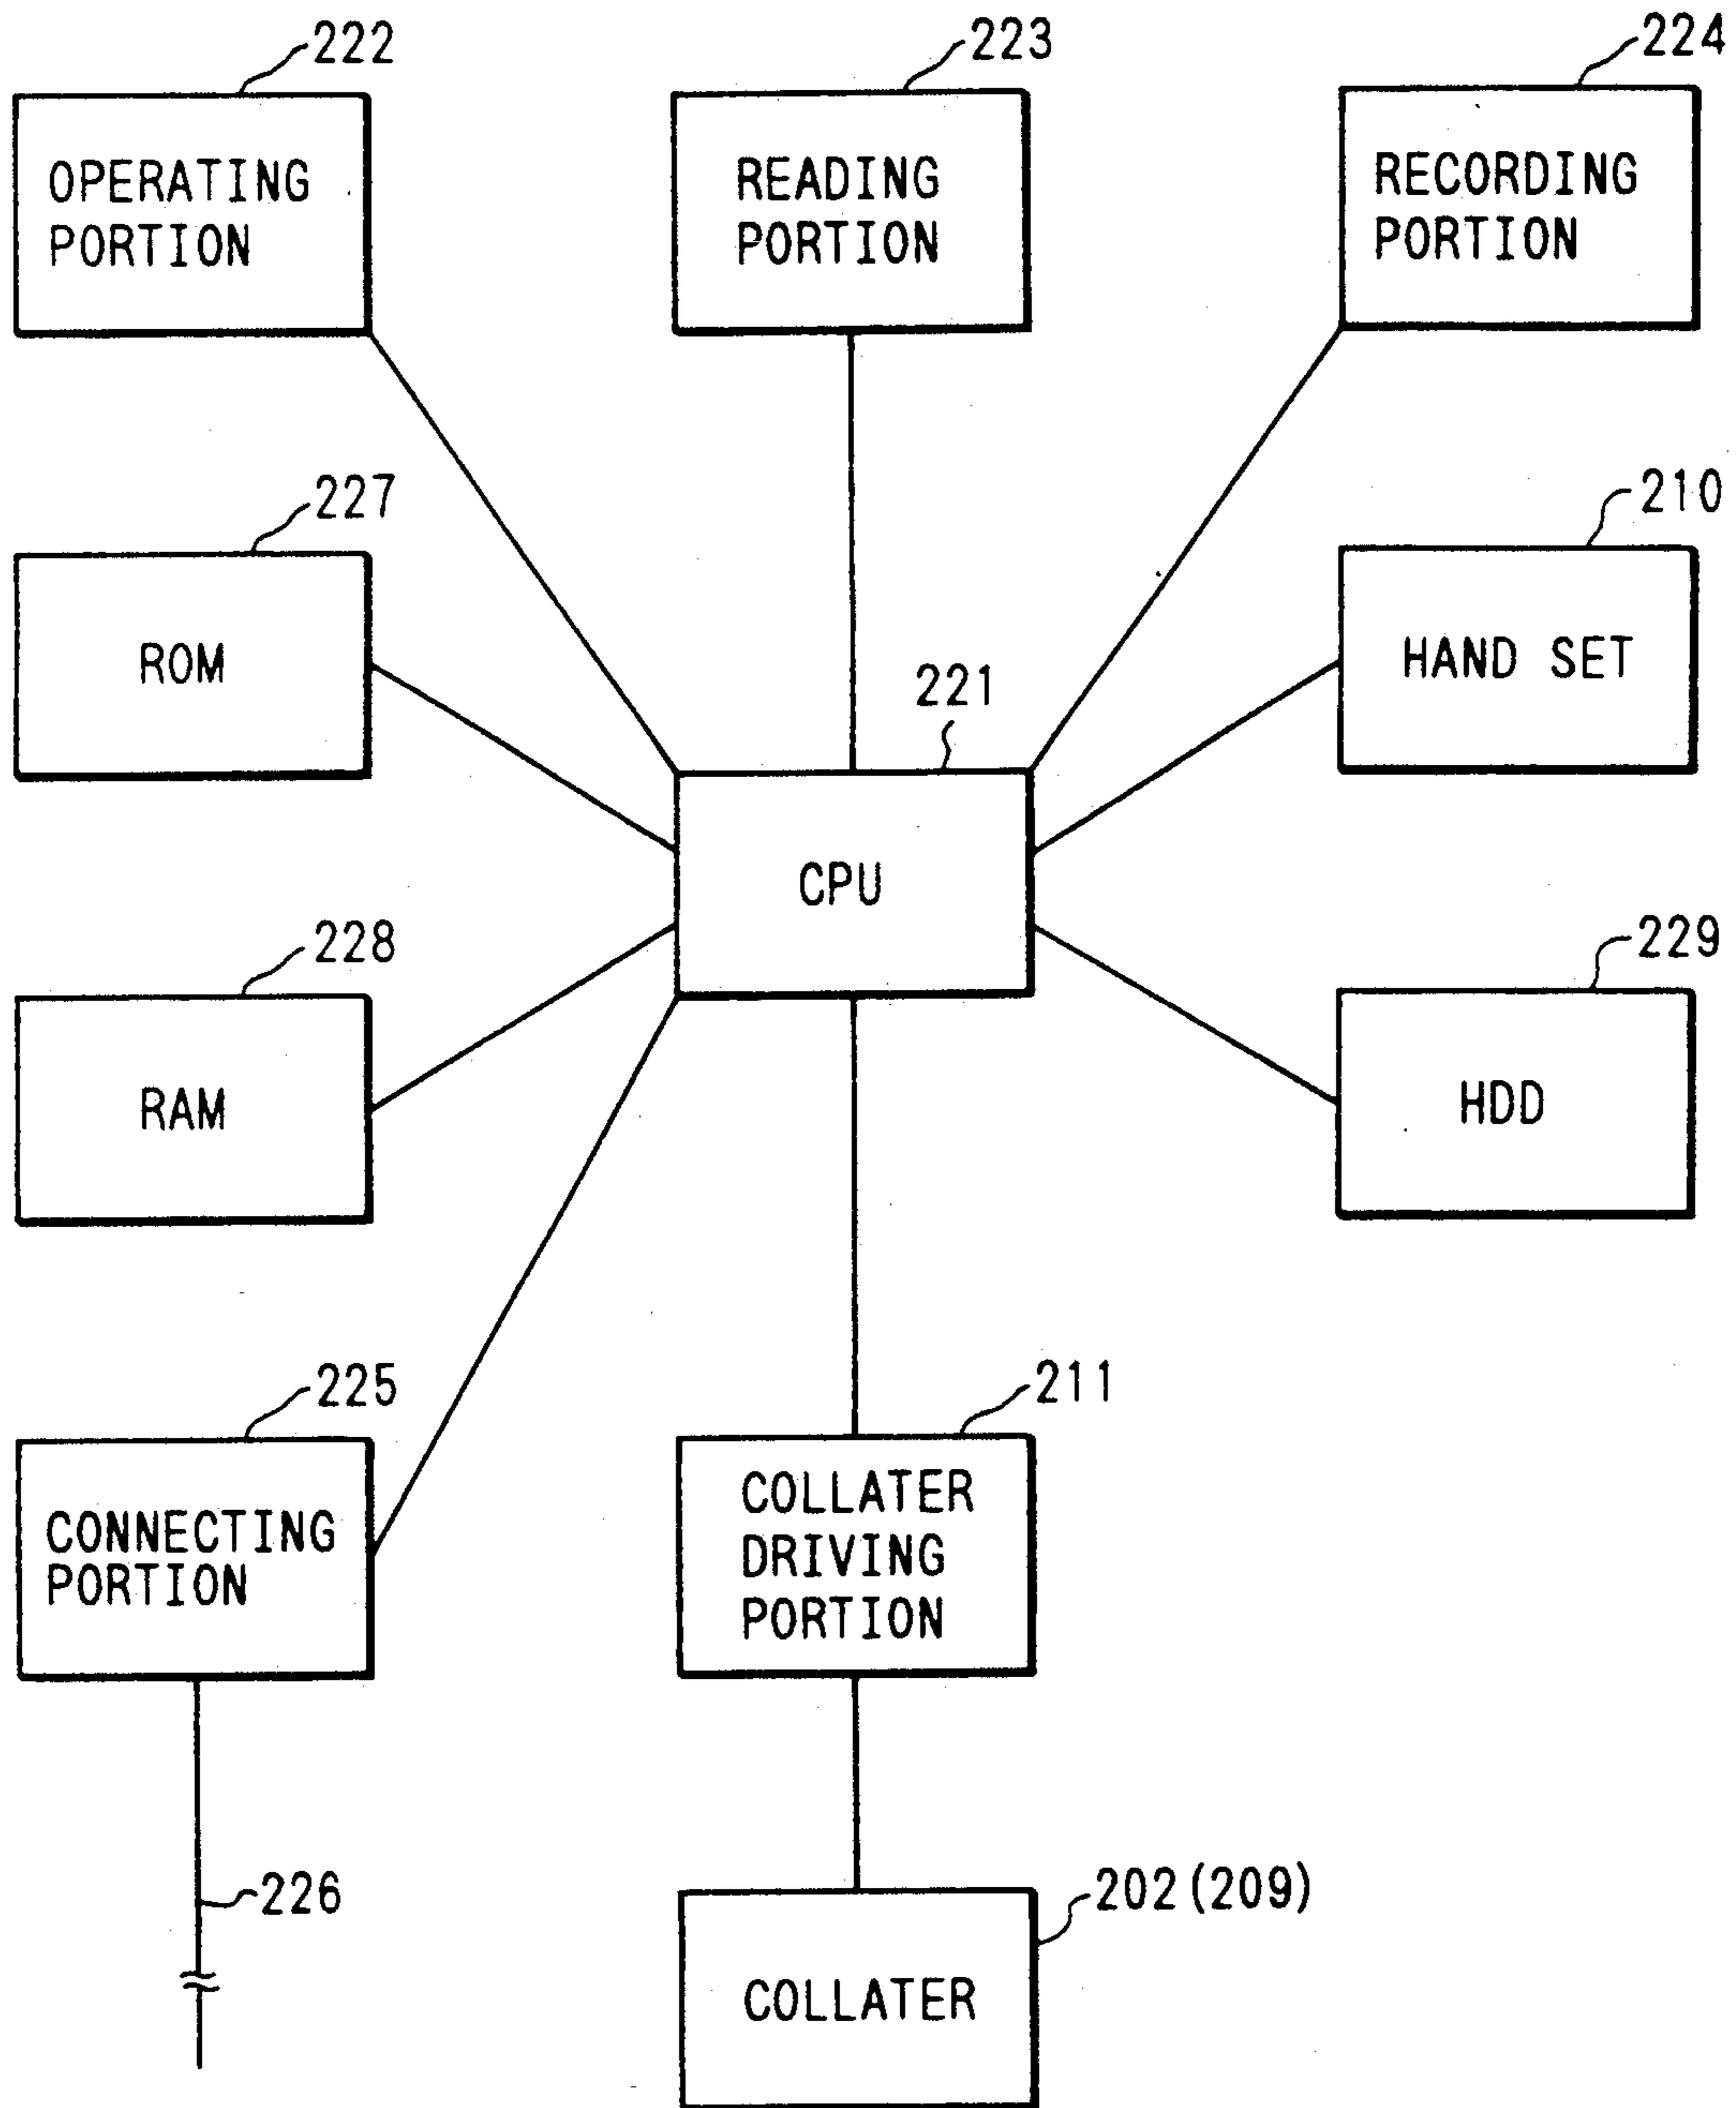 222
223
224
OPERATING
PORTION
READING
PORTION
RECORDING
PORTION
227
210
ROM
HAND SET
221
CPU
228
229
RAM
HDD
225
211
CONNECTING
PORTION
COLLATER
DRIVING
PORTION
226
202(209)
COLLATER